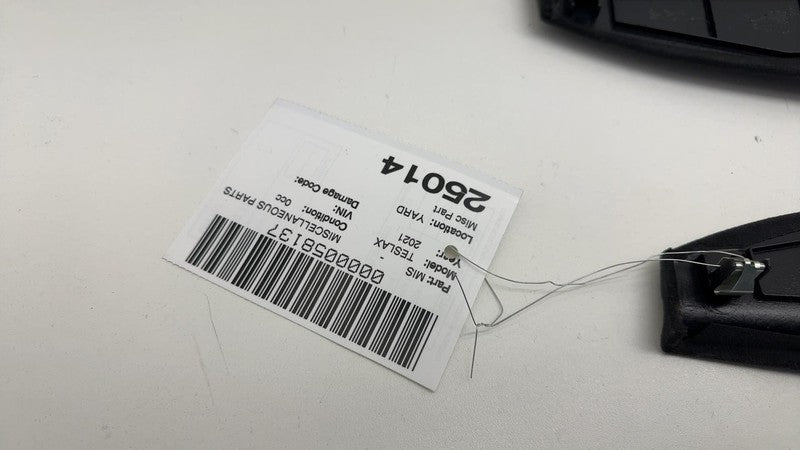 0000058137
-
MISCELLANEOUS PARTS
Part: MIS
Model: TESLAX
Year: 2021
Condition: 0cc
VIN:
Damage Code:
Location: YARD
Misc Part
25014